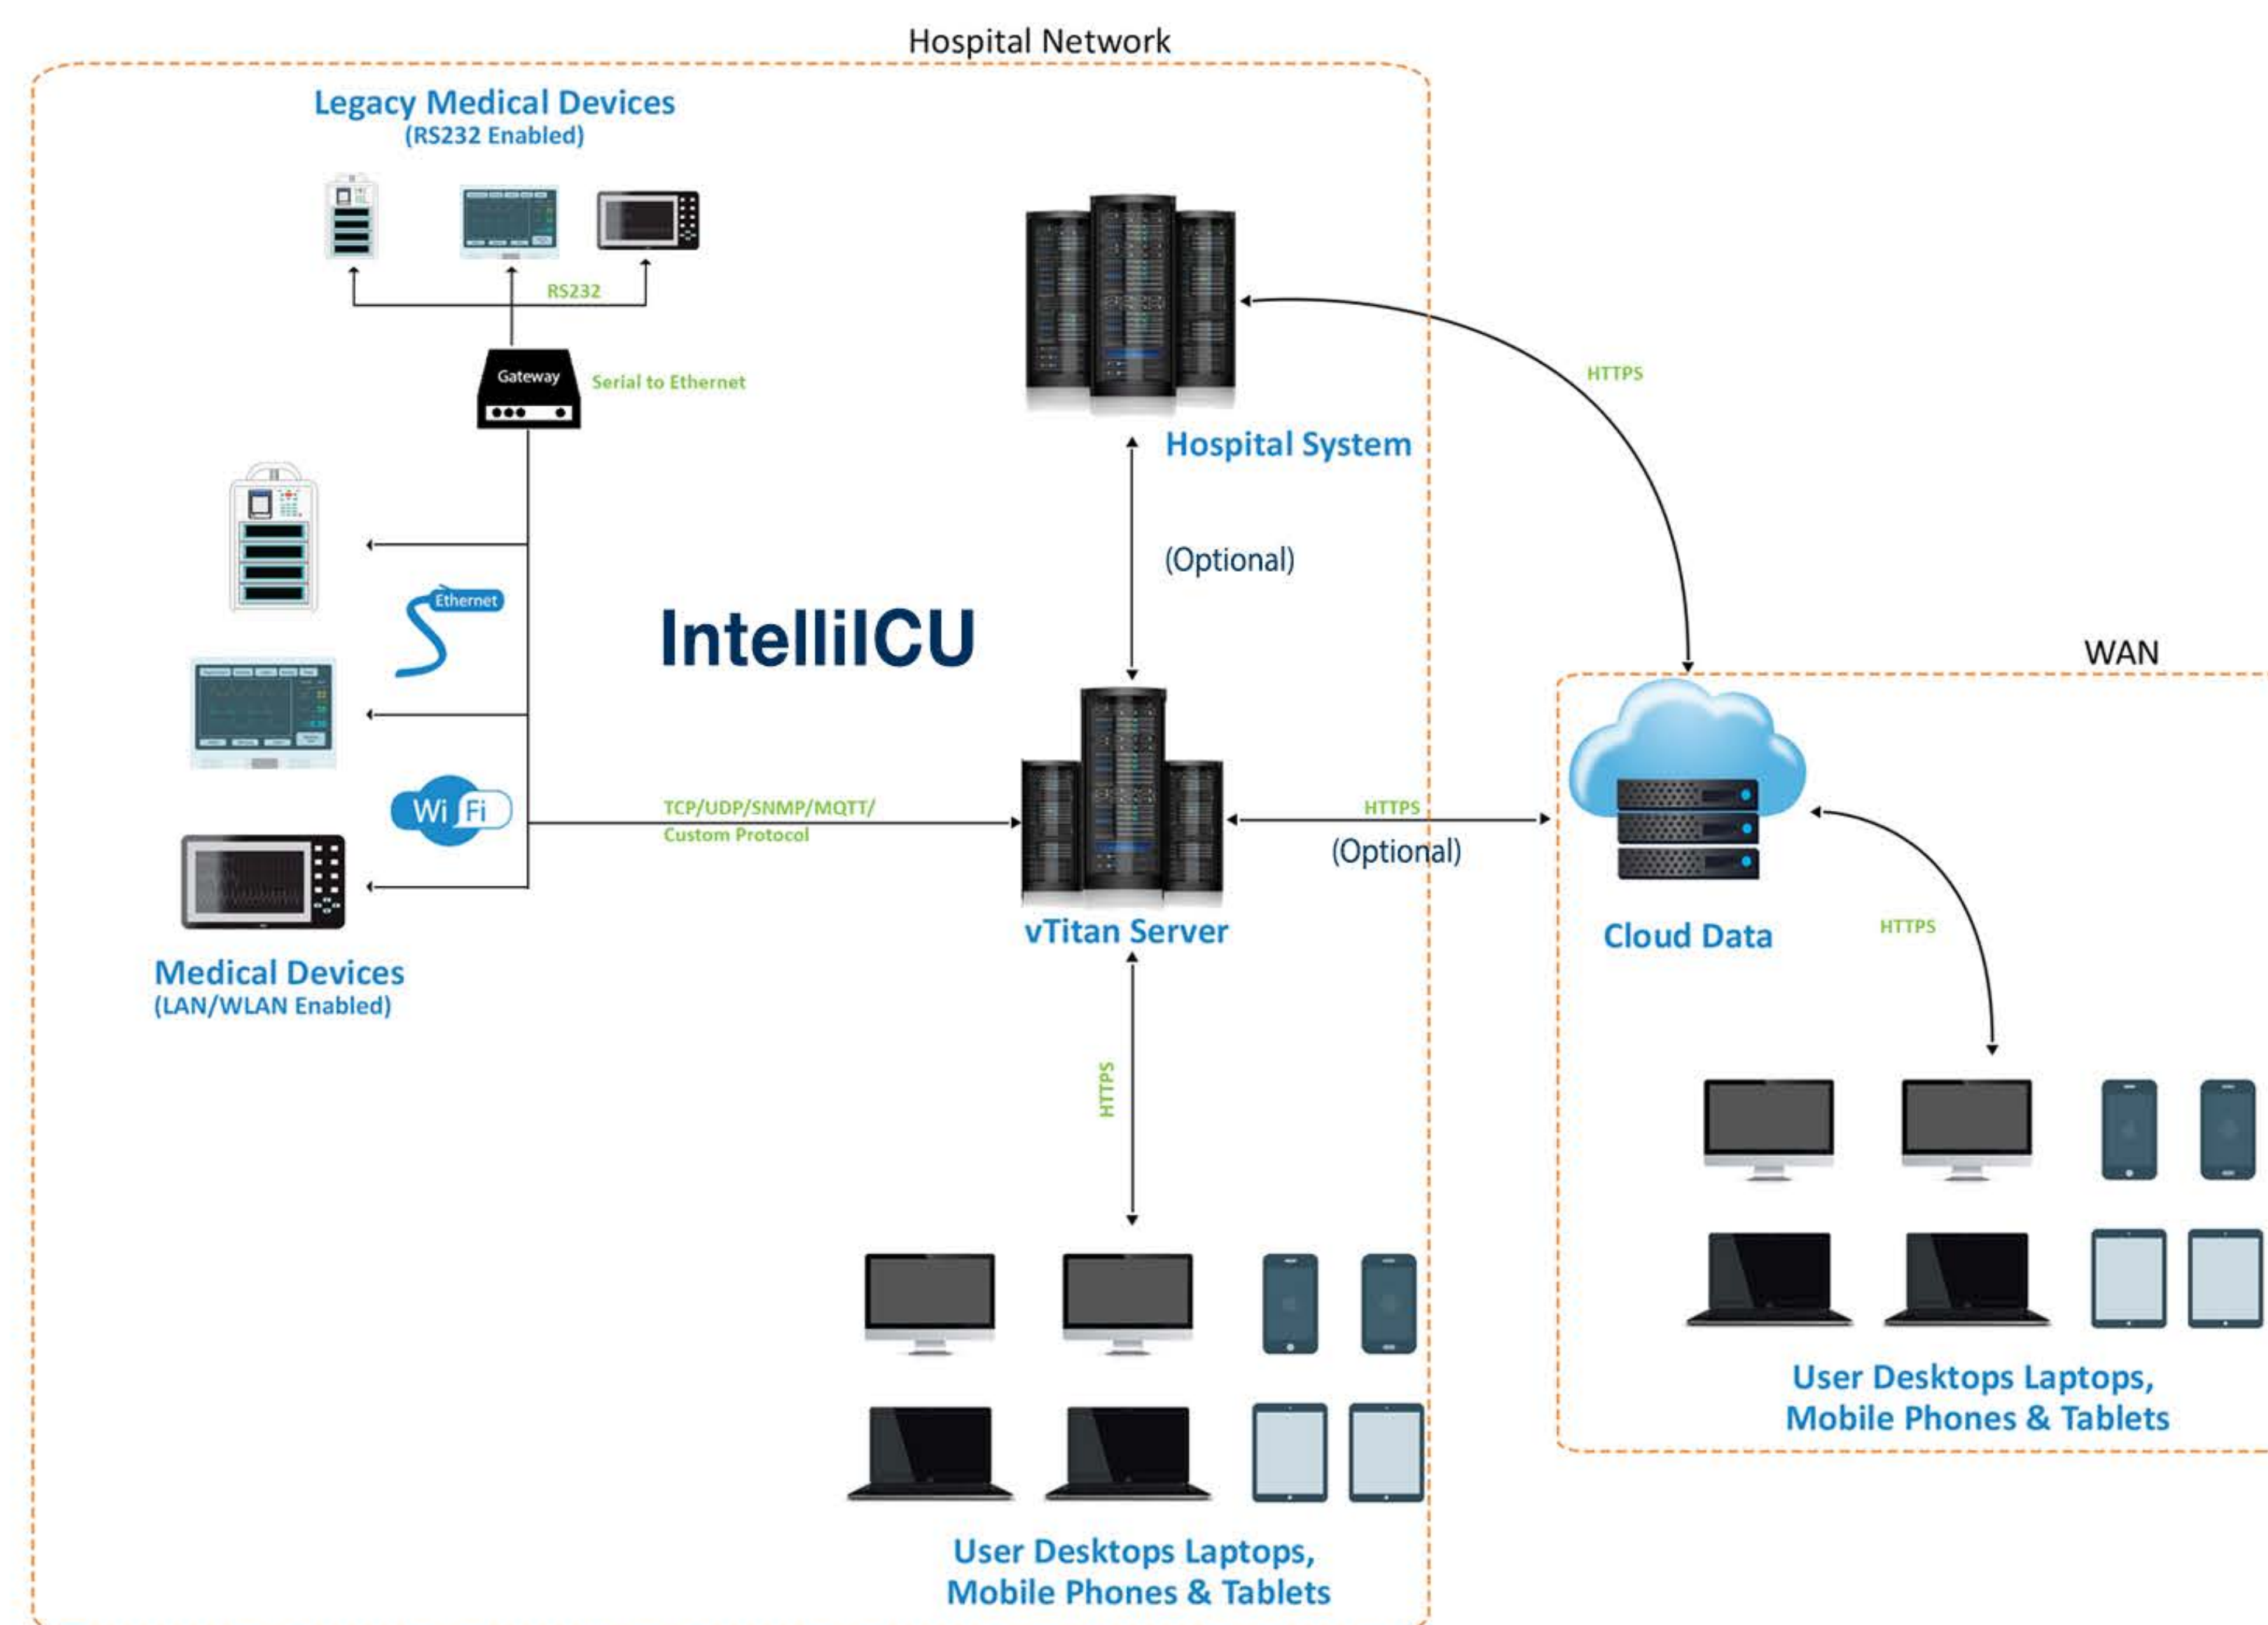 Hospital Network
Legacy Medical Devices
(RS232 Enabled)
RS232
Gateway
Serial to Ethernet
Hospital System
HTTPS
(Optional)
Ethernet
IntelliICU
WAN
Wi Fi
TCP/UDP/SNMP/MQTT/
Custom Protocol
HTTPS
(Optional)
vTitan Server
Cloud Data
HTTPS
Medical Devices
(LAN/WLAN Enabled)
HTTPS
User Desktops Laptops,
Mobile Phones & Tablets
User Desktops Laptops,
Mobile Phones & Tablets